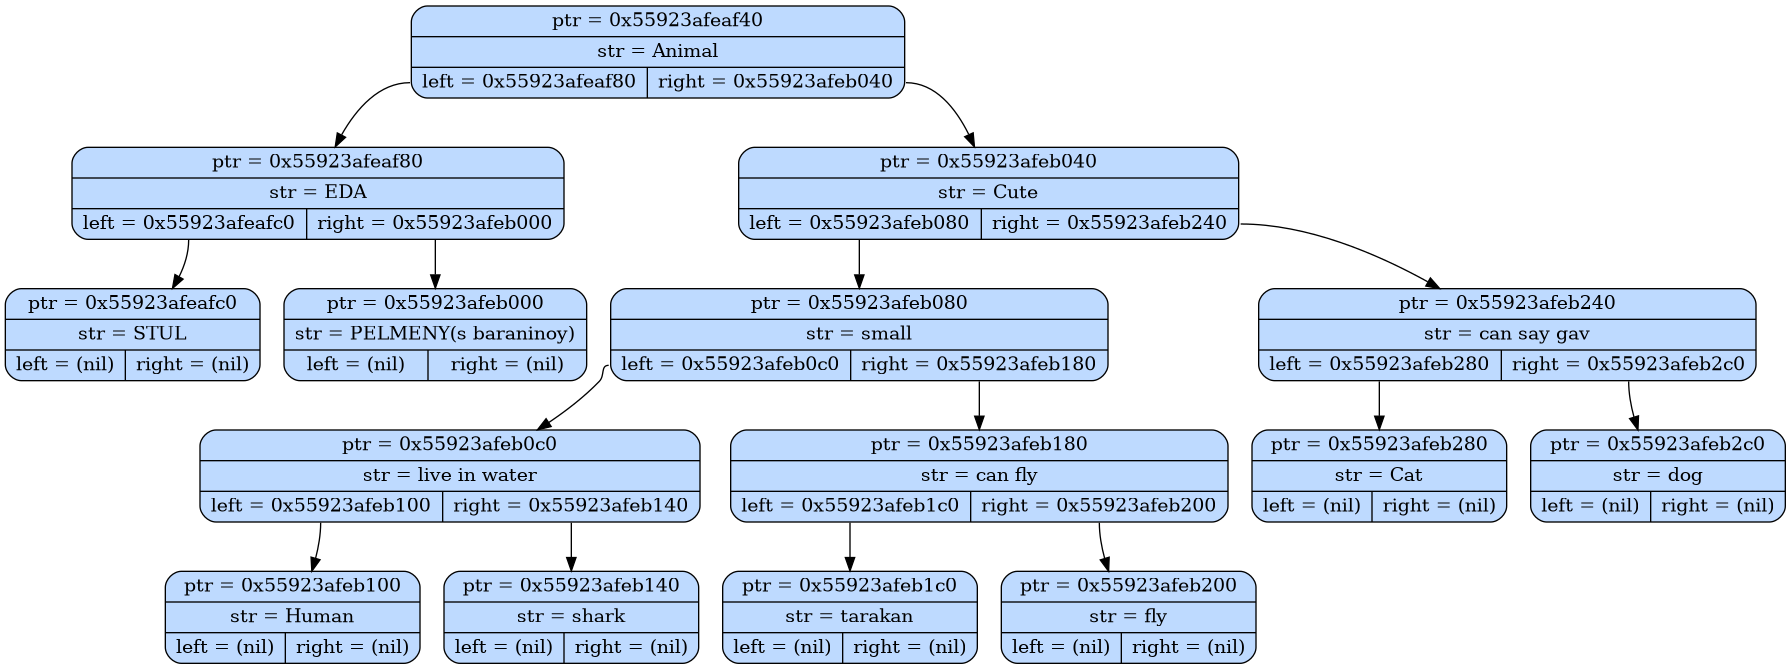 ptr = 0x55923afeaf40
str = Animal
left = 0x55923afeaf80 right = 0x55923afeb040
ptr = 0x55923afeaf80
str = EDA
left = 0x55923afeafc0 right = 0x55923afeb000
ptr = 0x55923afeb040
str = Cute
left = 0x55923afeb080 right = 0x55923afeb240
ptr = 0x55923afeafc0
str = STUL
left = (nil) right = (nil)
ptr = 0x55923afeb000
str = PELMENY(s baraninoy)
left = (nil) right = (nil)
ptr = 0x55923afeb080
str = small
left = 0x55923afeb0c0 right = 0x55923afeb180
ptr = 0x55923afeb240
str = can say gav
left = 0x55923afeb280 right = 0x55923afeb2c0
ptr = 0x55923afeb0c0
str = live in water
left = 0x55923afeb100 right = 0x55923afeb140
ptr = 0x55923afeb180
str = can fly
left = 0x55923afeb1c0 right = 0x55923afeb200
ptr = 0x55923afeb280
str = Cat
left = (nil) right = (nil)
ptr = 0x55923afeb2c0
str = dog
left = (nil) right = (nil)
ptr = 0x55923afeb100
str = Human
left = (nil) right = (nil)
ptr = 0x55923afeb140
str = shark
left = (nil) right = (nil)
ptr = 0x55923afeb1c0
str = tarakan
left = (nil) right = (nil)
ptr = 0x55923afeb200
str = fly
left = (nil) right = (nil)